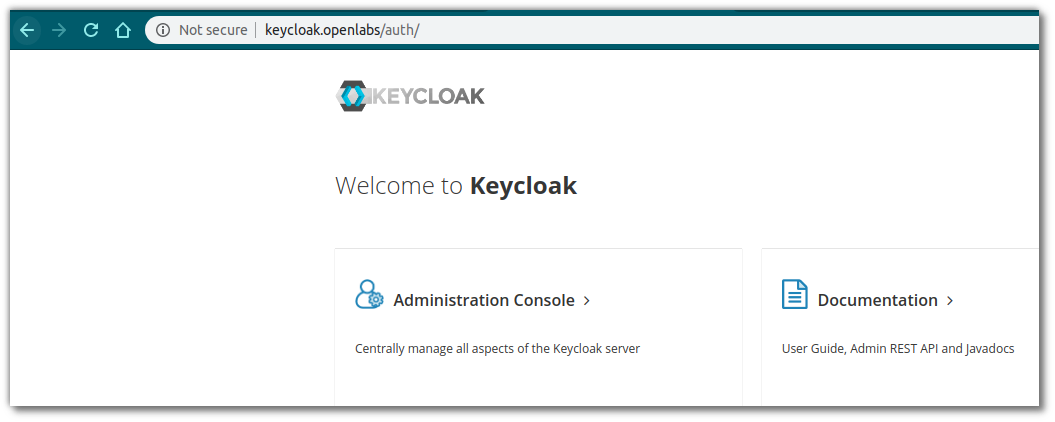 Not secure keycloak.openlabs/auth/
KEYCLOAK
Welcome to Keycloak
Administration Console
Documentation
Centrally manage all aspects of the Keycloak server
User Guide, Admin REST API and Javadocs